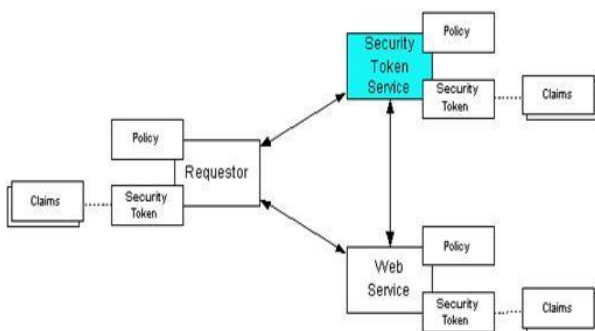 Policy
Security
Token
Service
Security
Token
Claims
Policy
Requestor
Claims
Security
Token
Policy
Web
Service
Security
Token
Claims